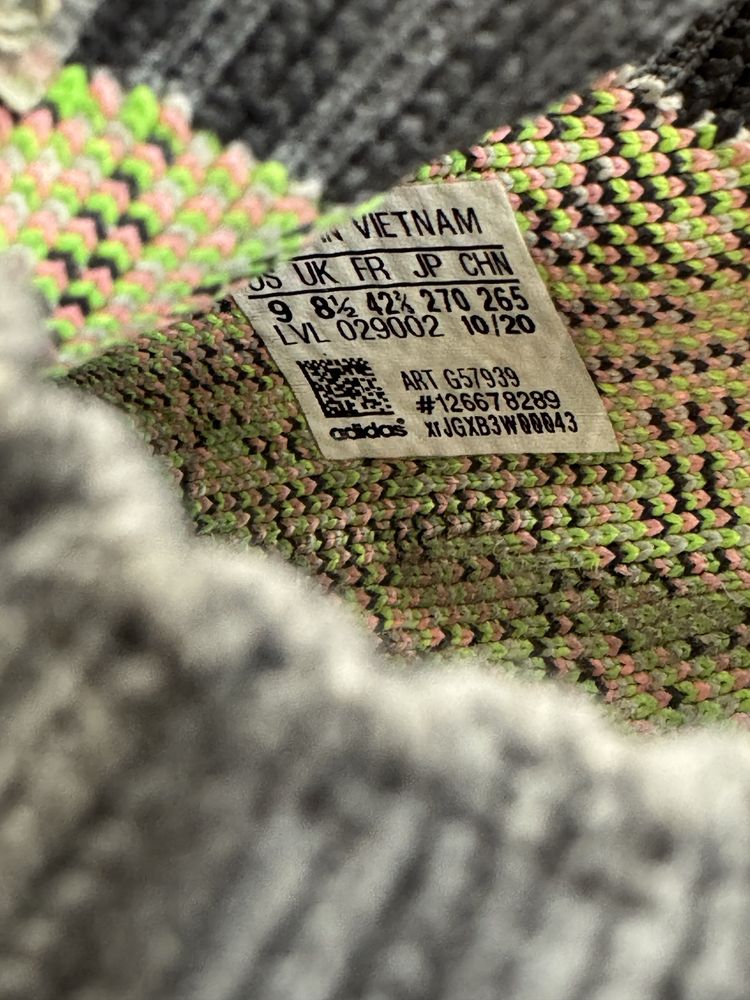 IN VIETNAM
US UK FR JP CHN
9 8½ 42⅔ 270 265
LVL 029002 10/20
ART G57939
#126678289
adidas xrJGXB3W00043